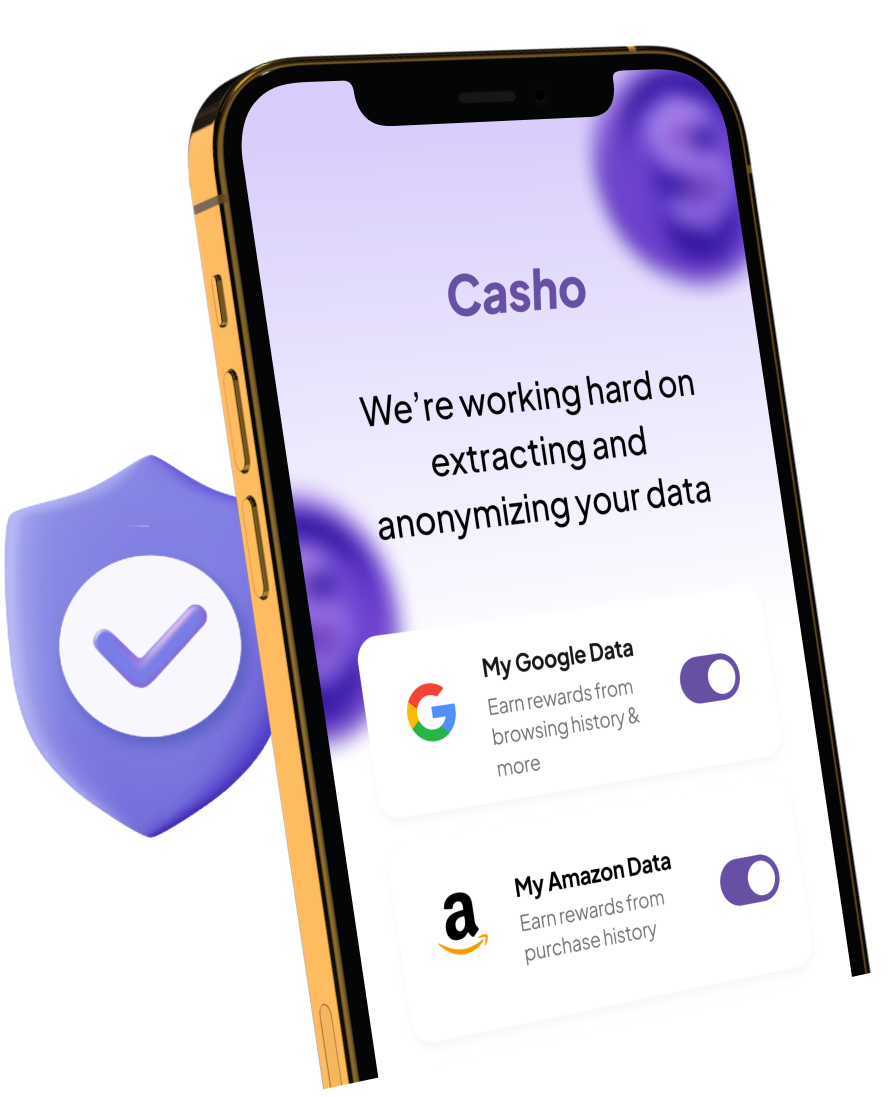 Casho
We’re working hard on
extracting and
anonymizing your data
My Google Data
Earn rewards from
browsing history &
more
a
My Amazon Data
Earn rewards from
purchase history